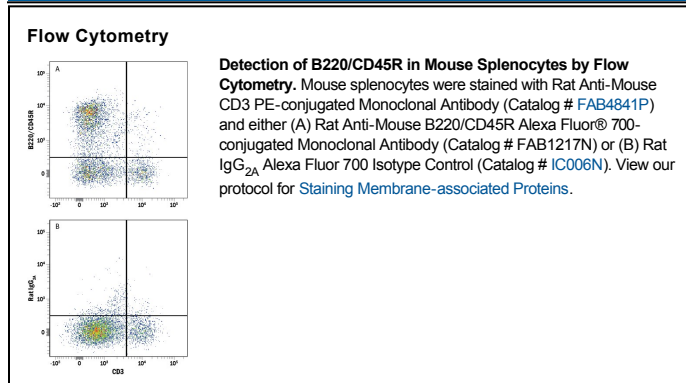 Flow Cytometry
Detection of B220/CD45R in Mouse Splenocytes by Flow
Cytometry. Mouse splenocytes were stained with Rat Anti-Mouse
CD3 PE-conjugated Monoclonal Antibody (Catalog # FAB4841P)
and either (A) Rat Anti-Mouse B220/CD45R Alexa Fluor® 700-
conjugated Monoclonal Antibody (Catalog # FAB1217N) or (B) Rat
IgG2A Alexa Fluor 700 Isotype Control (Catalog # IC006N). View our
protocol for Staining Membrane-associated Proteins.
A
B220/CD45R
B
Rat IgG2A
CD3